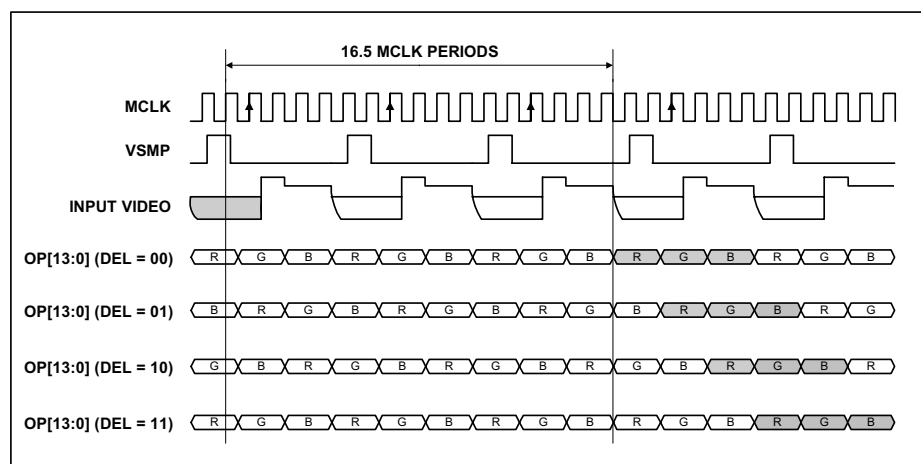 16.5 MCLK PERIODS
MCLK
VSMP
INPUT VIDEO
OP[13:0] (DEL = 00) R G B R G B R G B R G B R G B
OP[13:0] (DEL = 01) B R G B R G B R G B R G B R G
OP[13:0] (DEL = 10) G B R G B R G B R G B R G B R
OP[13:0] (DEL = 11) R G B R G B R G B R G B R G B